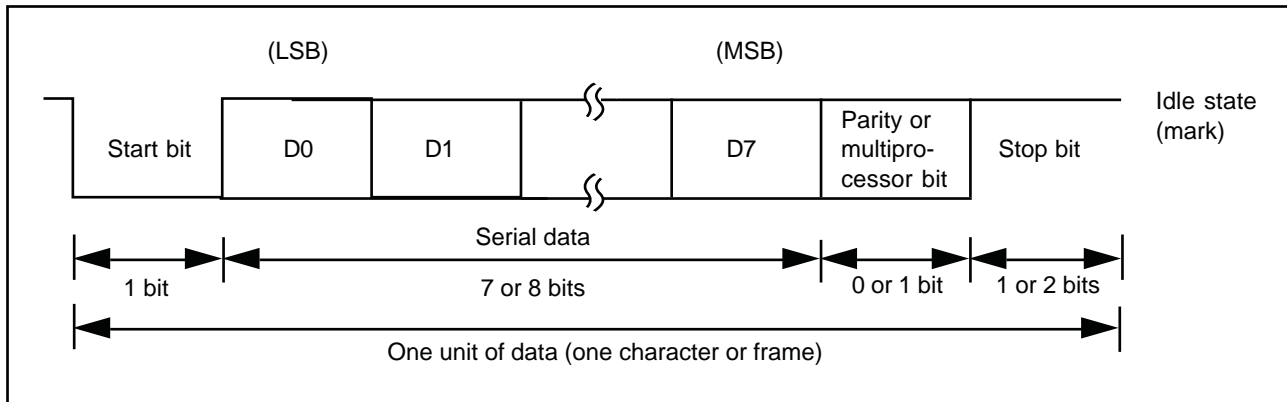 (LSB)
(MSB)
Idle state
(mark)
Start bit
D0
D1
D7
Parity or
multipro-
cessor bit
Stop bit
Serial data
1 bit
7 or 8 bits
0 or 1 bit
1 or 2 bits
One unit of data (one character or frame)